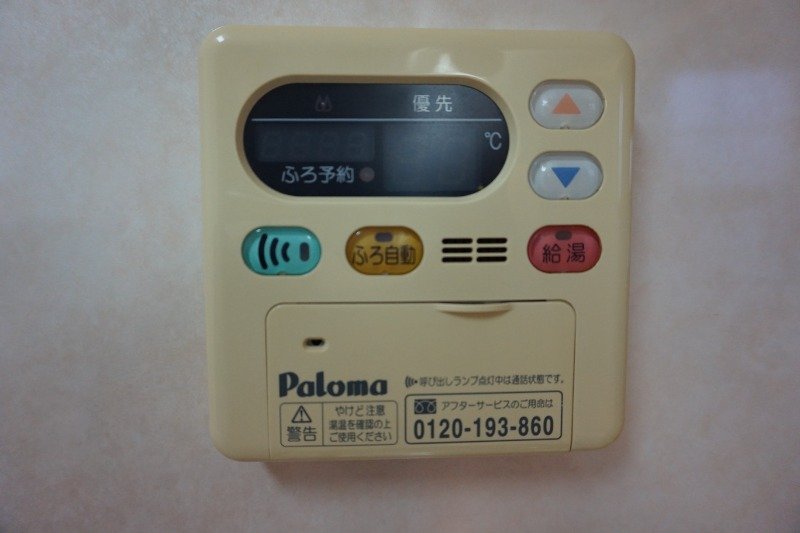 優先
℃
ふろ予約
ふろ自動
給湯
Paloma
呼び出しランプ点灯中は通話状態です。
警告
やけど注意
湯温を確認の上
ご使用ください
アフターサービスのご用命は
0120-193-860